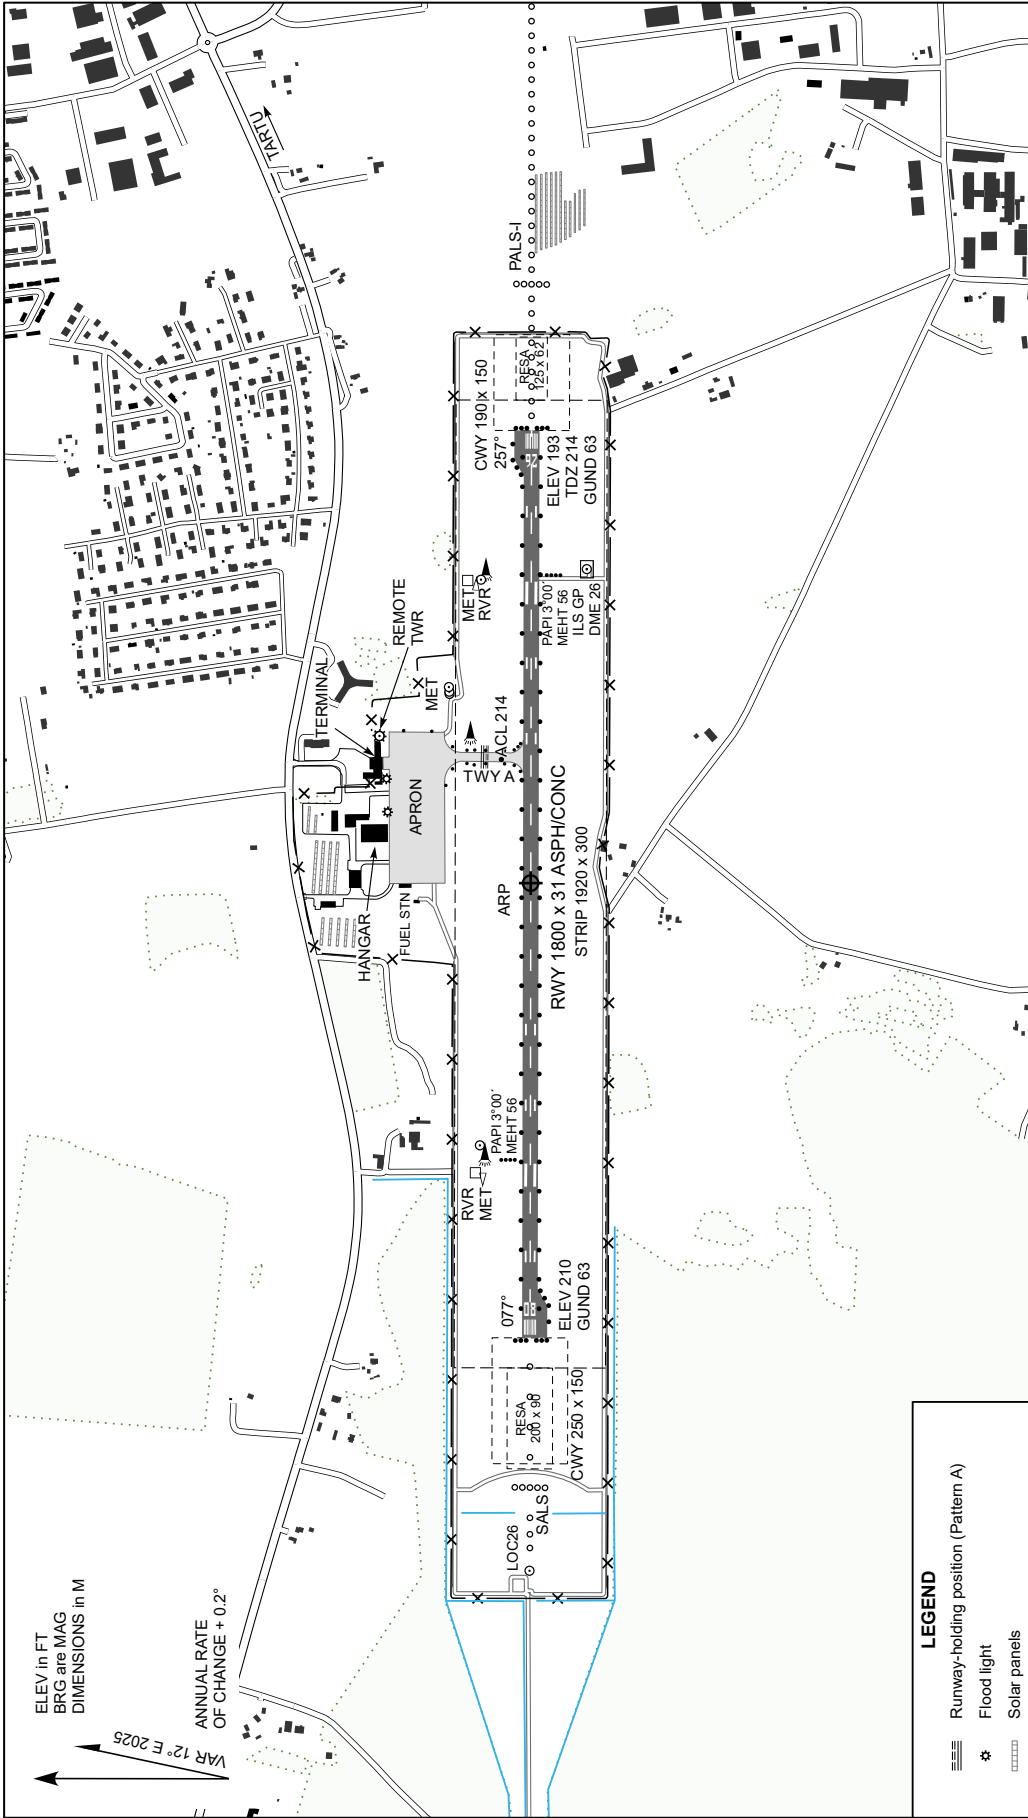 TARTU
PALS-I
RESA
125 x 62
CWY 190 x 150
257°
26
ELEV 193
TDZ 214
GUND 63
MET
RVR
PAPI 3°00´
MEHT 56
ILS GP
DME 26
REMOTE
TWR
TERMINAL
MET
ACL 214
TWY A
APRON
HANGAR
FUEL STN
ARP
RWY 1800 x 31 ASPH/CONC
STRIP 1920 x 300
PAPI 3°00´
MEHT 56
RVR
MET
077°
08
ELEV 210
GUND 63
RESA
200 x 90
CWY 250 x 150
SALS
LOC26
ELEV in FT
BRG are MAG
DIMENSIONS in M
ANNUAL RATE
OF CHANGE + 0.2°
VAR 12° E 2025
LEGEND
Runway-holding position (Pattern A)
Flood light
Solar panels